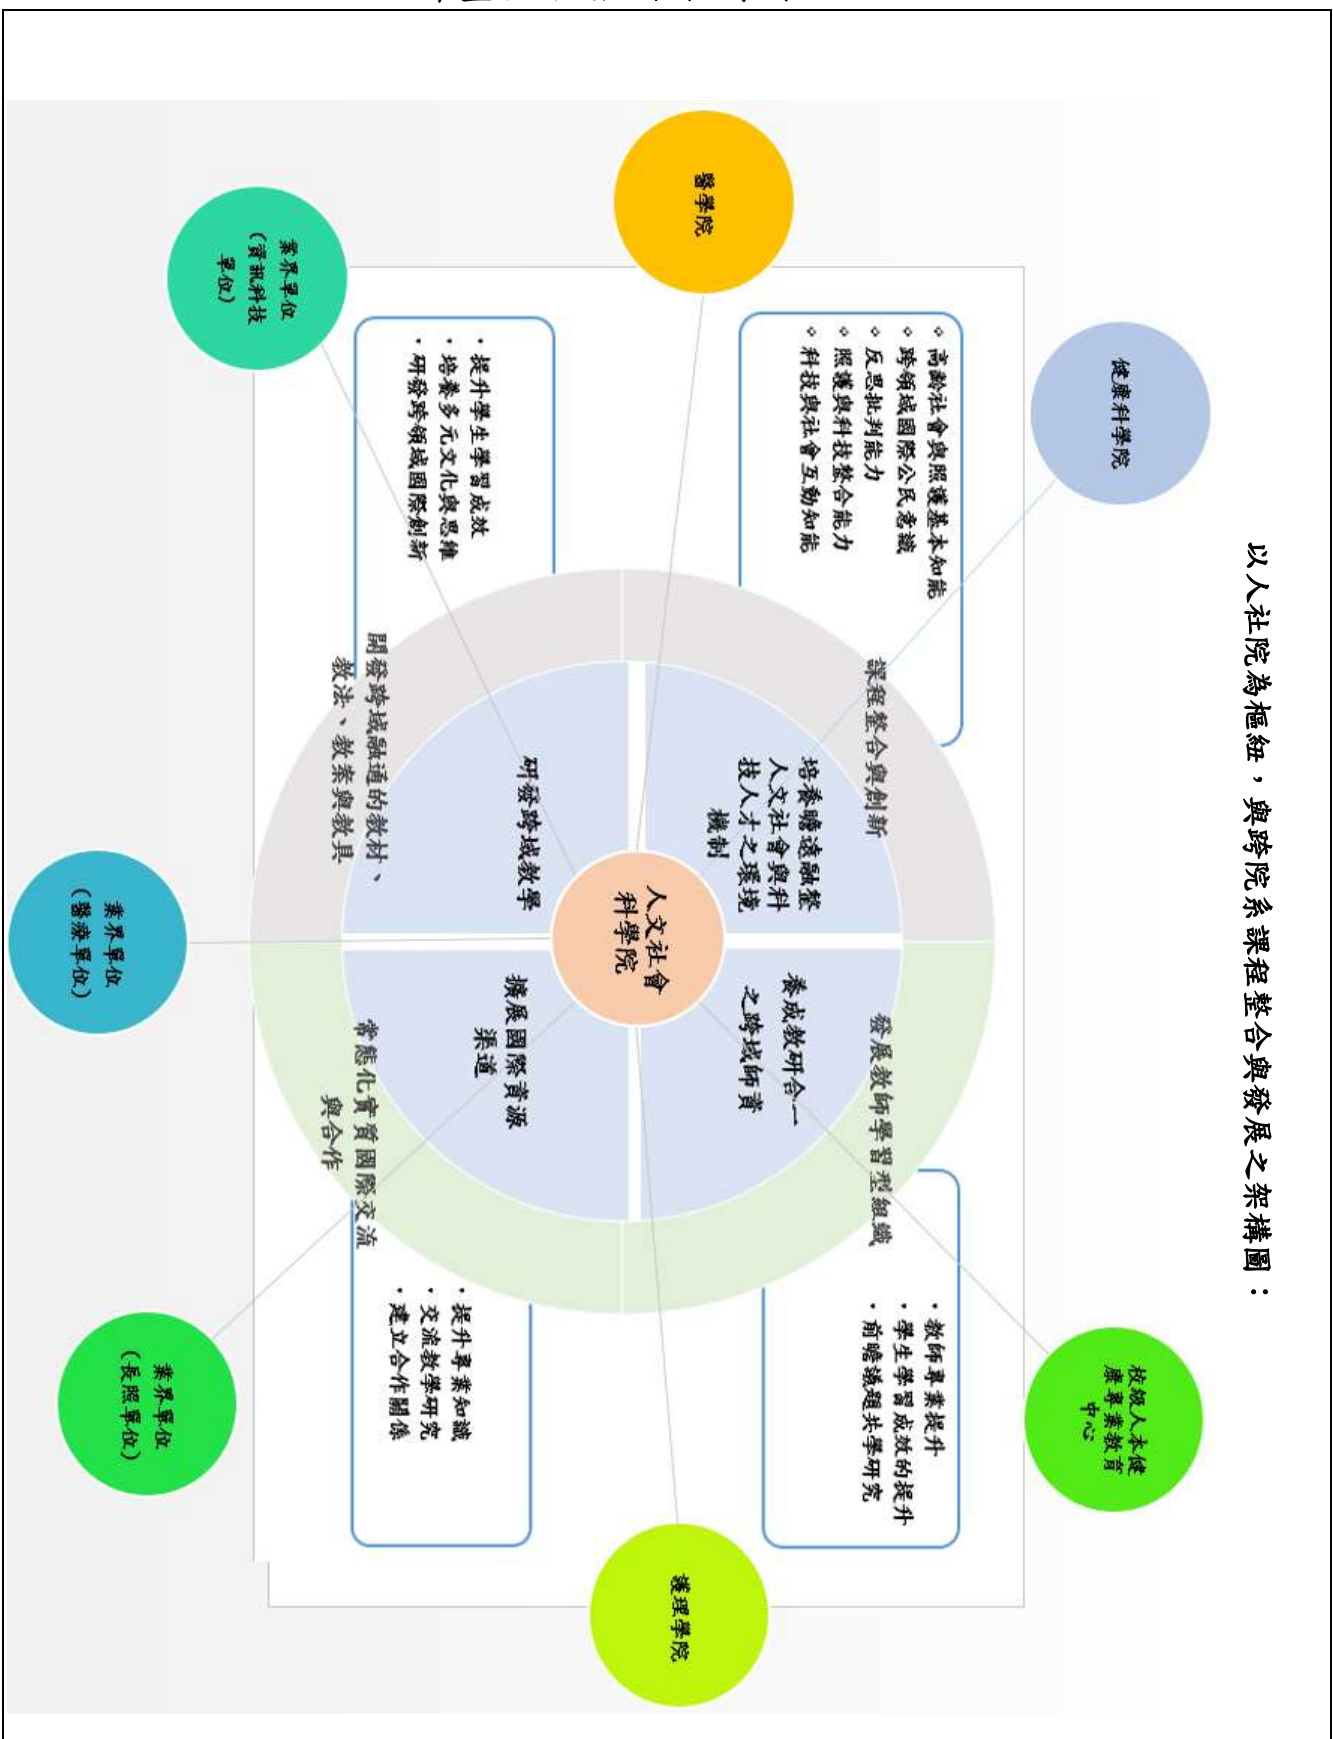 以人社院為樞紐，與跨院系課程整合與發展之架構圖：
健康科學院
校級人本健
康專業教育
中心
醫學院
護理學院
業界單位
（資訊科技
單位）
業界單位
（醫療單位）
業界單位
（長照單位）
人文社會
科學院
高齡社會與照護基本知能
跨領域國際公民意識
反思批判能力
照護與科技整合能力
科技與社會互動知能
課程整合與創新
培養瞻遠融整
人文社會與科
技人才之環境
機制
發展教師學習型組織
養成教研合一
之跨域師資
• 教師專業提升
• 學生學習成效的提升
• 前瞻議題共學研究
• 提升學生學習成效
• 培養多元文化與思維
• 研發跨領域國際創新
研發跨域教學
開發跨域融通的教材、
教法、教案與教具
擴展國際資源
渠道
常態化實質國際交流
與合作
• 提升專業知識
• 交流教學研究
• 建立合作關係